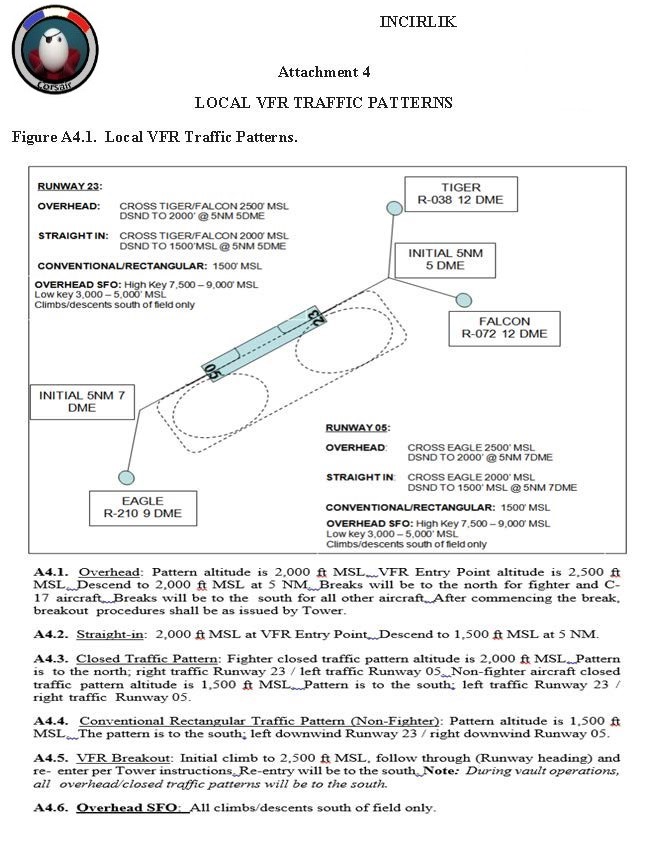 INCIRLIK
Corsair
Attachment 4
LOCAL VFR TRAFFIC PATTERNS
Figure A4.1. Local VFR Traffic Patterns.
RUNWAY 23:
OVERHEAD: CROSS TIGER/FALCON 2500' MSL
DSND TO 2000' @ 5NM 5DME
STRAIGHT IN: CROSS TIGER/FALCON 2000' MSL
DSND TO 1500'MSL @ 5NM 5DME
CONVENTIONAL/RECTANGULAR: 1500' MSL
OVERHEAD SFO: High Key 7,500 – 9,000' MSL
Low key 3,000 – 5,000' MSL
Climbs/descents south of field only
TIGER
R-038 12 DME
INITIAL 5NM
5 DME
FALCON
R-072 12 DME
23
05
INITIAL 5NM 7
DME
EAGLE
R-210 9 DME
RUNWAY 05:
OVERHEAD: CROSS EAGLE 2500' MSL
DSND TO 2000' @ 5NM 7DME
STRAIGHT IN: CROSS EAGLE 2000' MSL
DSND TO 1500' MSL @ 5NM 7DME
CONVENTIONAL/RECTANGULAR: 1500' MSL
OVERHEAD SFO: High Key 7,500 – 9,000' MSL
Low key 3,000 – 5,000' MSL
Climbs/descents south of field only
A4.1. Overhead: Pattern altitude is 2,000 ft MSL. VFR Entry Point altitude is 2,500 ft
MSL. Descend to 2,000 ft MSL at 5 NM. Breaks will be to the north for fighter and C-
17 aircraft. Breaks will be to the south for all other aircraft. After commencing the break,
breakout procedures shall be as issued by Tower.
A4.2. Straight-in: 2,000 ft MSL at VFR Entry Point. Descend to 1,500 ft MSL at 5 NM.
A4.3. Closed Traffic Pattern: Fighter closed traffic pattern altitude is 2,000 ft MSL. Pattern
is to the north; right traffic Runway 23 / left traffic Runway 05. Non-fighter aircraft closed
traffic pattern altitude is 1,500 ft MSL. Pattern is to the south; left traffic Runway 23 /
right traffic Runway 05.
A4.4. Conventional Rectangular Traffic Pattern (Non-Fighter): Pattern altitude is 1,500 ft
MSL. The pattern is to the south; left downwind Runway 23 / right downwind Runway 05.
A4.5. VFR Breakout: Initial climb to 2,500 ft MSL, follow through (Runway heading) and
re- enter per Tower instructions. Re-entry will be to the south. Note: During vault operations,
all overhead/closed traffic patterns will be to the south.
A4.6. Overhead SFO: All climbs/descents south of field only.